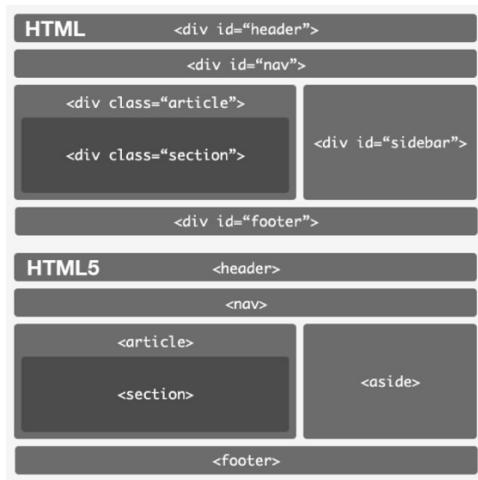 HTML <div id=“header”>
<div id=“nav”>
<div class=“article”>
<div class=“section”>
<div id=“sidebar”>
<div id=“footer”>
HTML5 <header>
<nav>
<article>
<section>
<aside>
<footer>